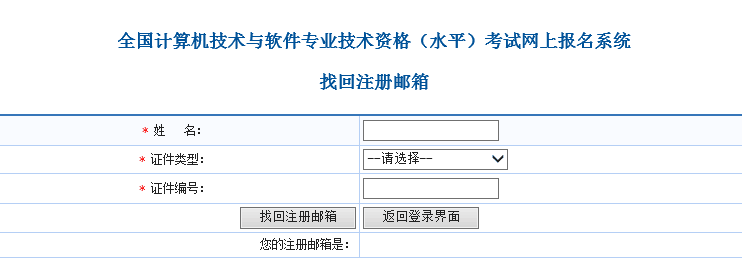 全国计算机技术与软件专业技术资格（水平）考试网上报名系统
找回注册邮箱
* 姓 名：
* 证件类型： --请选择--
* 证件编号：
找回注册邮箱 返回登录界面
您的注册邮箱是：